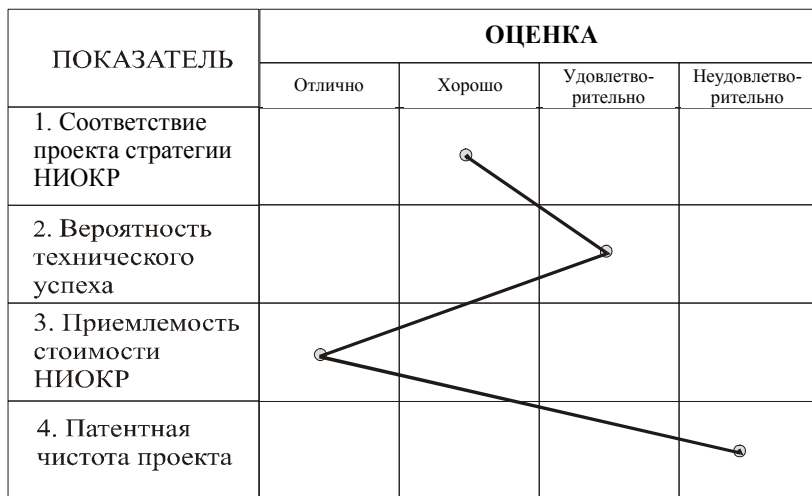 ПОКАЗАТЕЛЬ
ОЦЕНКА
Отлично
Хорошо
Удовлетво-
рительно
Неудовлетво-
рительно
1. Соответствие
проекта стратегии
НИОКР
2. Вероятность
технического
успеха
3. Приемлемость
стоимости
НИОКР
4. Патентная
чистота проекта